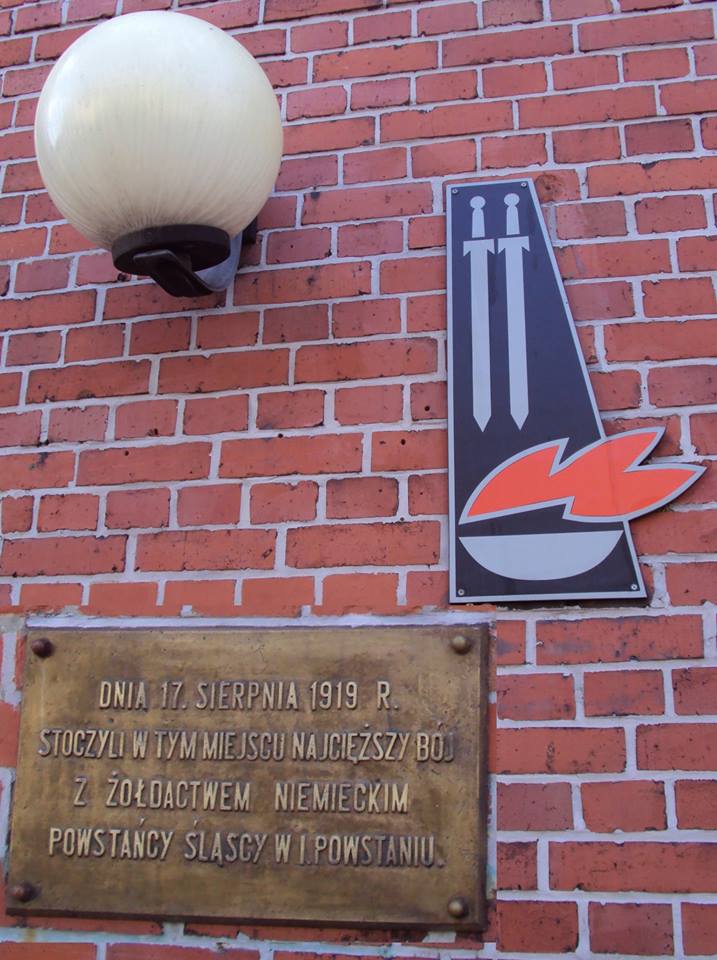 DNIA 17. SIERPNIA 1919 R.
STOCZYLI W TYM MIEJSCU NAJCIĘŻSZY BÓJ
Z ŻOŁDACTWEM NIEMIECKIM
POWSTAŃCY ŚLĄSCY W I. POWSTANIU.